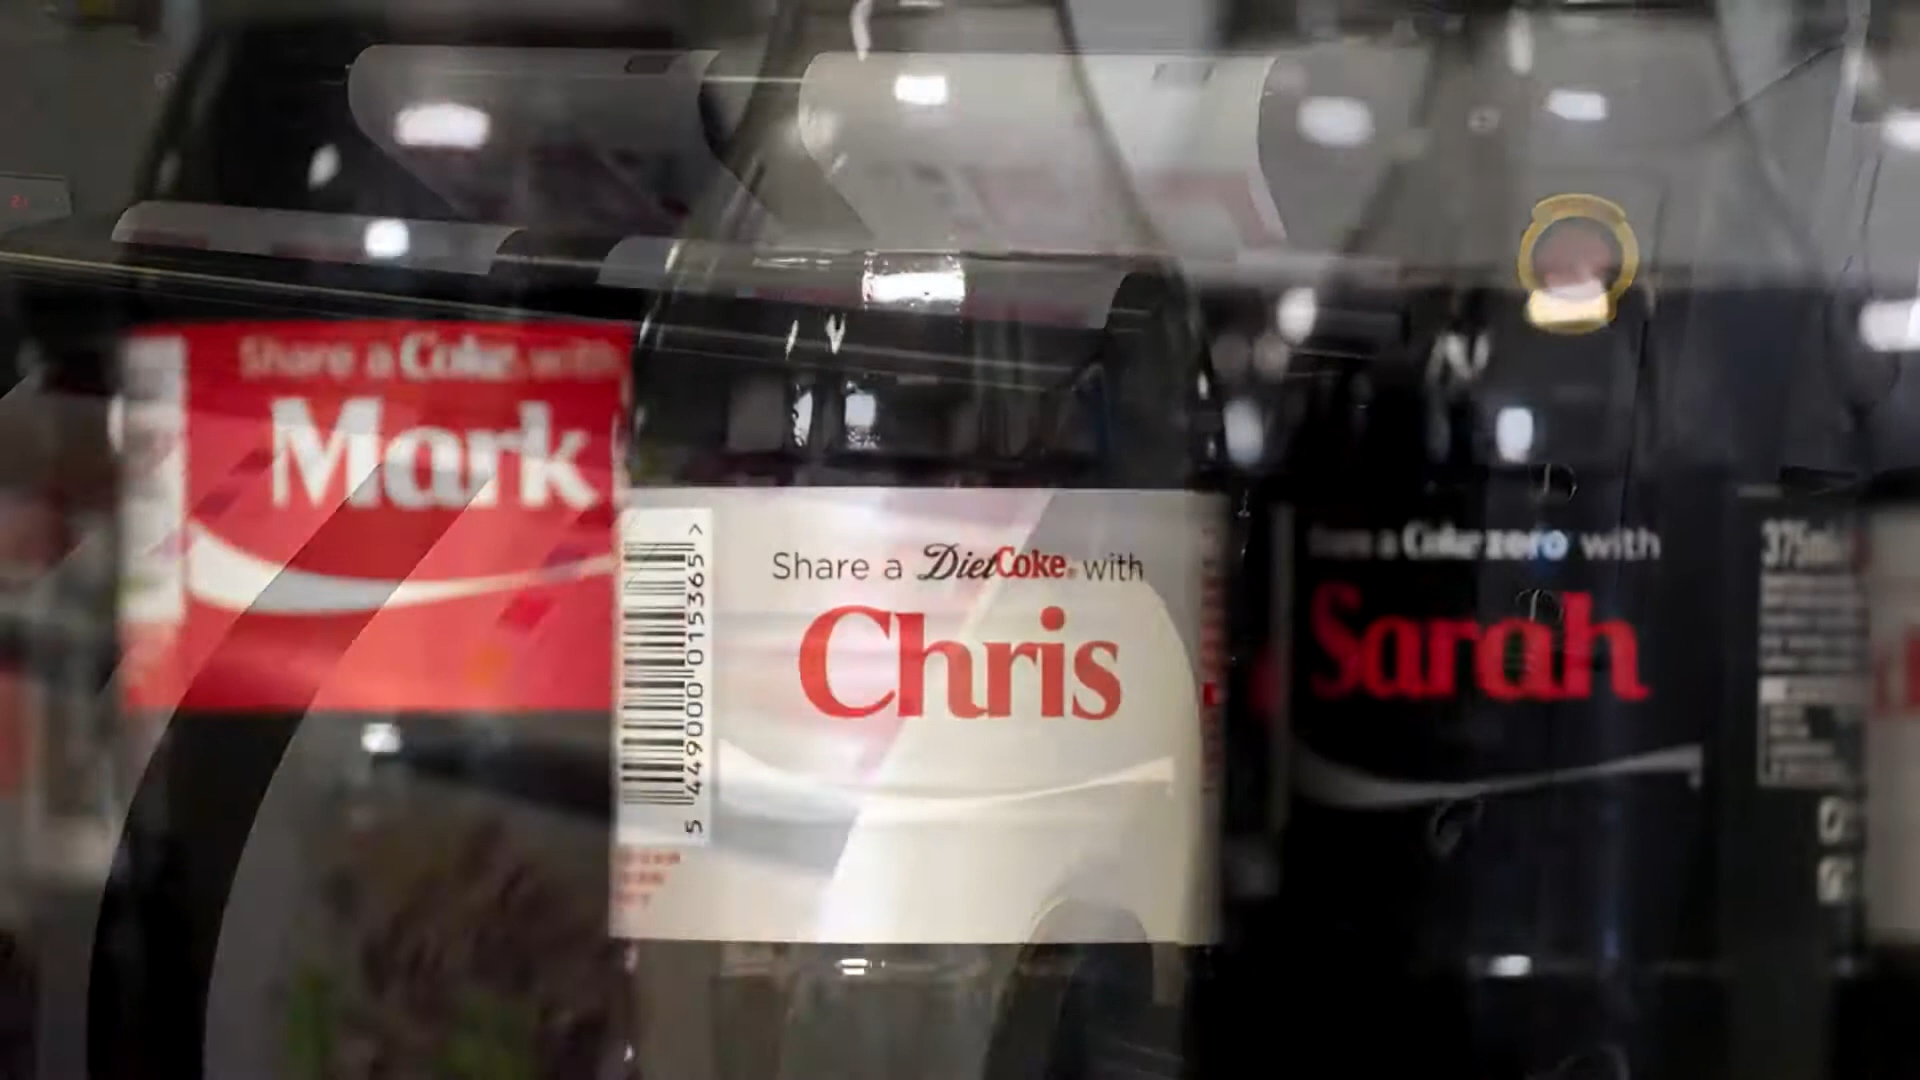 Share a Coke with
Mark
Share a Diet Coke with
Chris
5 449000 015365 >
Coke zero with
Sarah
375ml